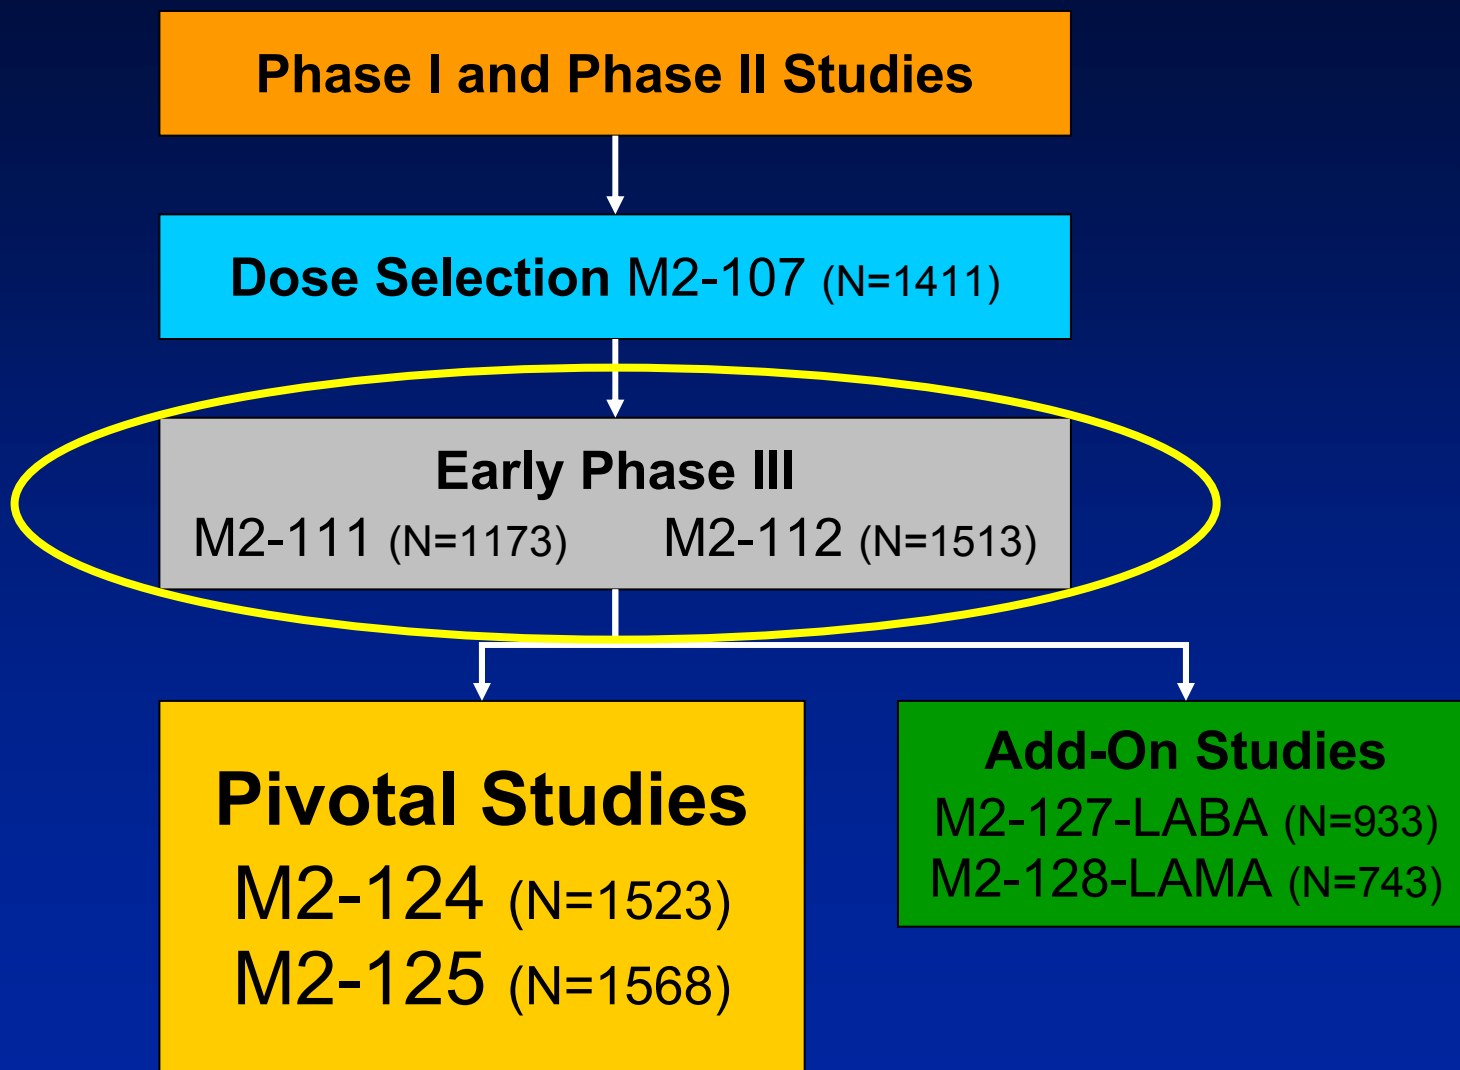 Phase I and Phase II Studies
Dose Selection M2-107 (N=1411)
Early Phase III
M2-111 (N=1173) M2-112 (N=1513)
Pivotal Studies
M2-124 (N=1523)
M2-125 (N=1568)
Add-On Studies
M2-127-LABA (N=933)
M2-128-LAMA (N=743)